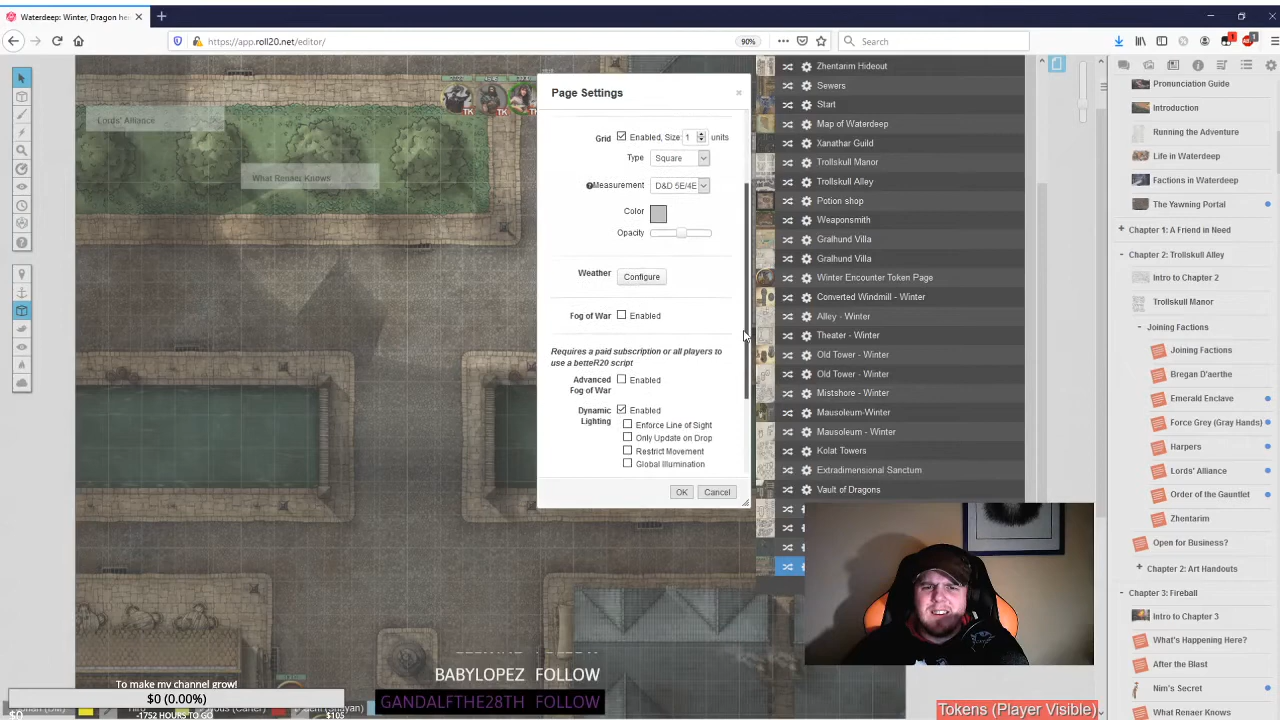 Waterdeep: Winter, Dragon he
https://app.roll20.net/editor/
90%
Search
Lords' Alliance
What Renaer Knows
TK
TK
TK
Page Settings
Grid
Enabled, Size: 1 units
Type Square
Measurement D&D 5E/4E
Color
Opacity
Weather Configure
Fog of War Enabled
Requires a paid subscription or all players to
use a betteR20 script
Advanced Enabled
Fog of War
Dynamic Enabled
Lighting
Enforce Line of Sight
Only Update on Drop
Restrict Movement
Global Illumination
OK
Cancel
Zhentarim Hideout
Sewers
Start
Map of Waterdeep
Xanathar Guild
Trollskull Manor
Trollskull Alley
Potion shop
Weaponsmith
Gralhund Villa
Gralhund Villa
Winter Encounter Token Page
Converted Windmill - Winter
Alley - Winter
Theater - Winter
Old Tower - Winter
Old Tower - Winter
Mistshore - Winter
Mausoleum-Winter
Mausoleum - Winter
Kolat Towers
Extradimensional Sanctum
Vault of Dragons
Pronunciation Guide
Introduction
Running the Adventure
Life in Waterdeep
Factions in Waterdeep
The Yawning Portal
Chapter 1: A Friend in Need
Chapter 2: Trollskull Alley
Intro to Chapter 2
Trollskull Manor
Joining Factions
Joining Factions
Bregan D'aerthe
Emerald Enclave
Force Grey (Gray Hands)
Harpers
Lords' Alliance
Order of the Gauntlet
Zhentarim
Open for Business?
Chapter 2: Art Handouts
Chapter 3: Fireball
Intro to Chapter 3
What's Happening Here?
After the Blast
Nim's Secret
What Renaer Knows
To make my channel grow!
$0 (0.00%)
-1752 HOURS TO GO
$0
$105
BABYLOPEZ FOLLOW
GANDALFTHE28TH FOLLOW
Tokens (Player Visible)